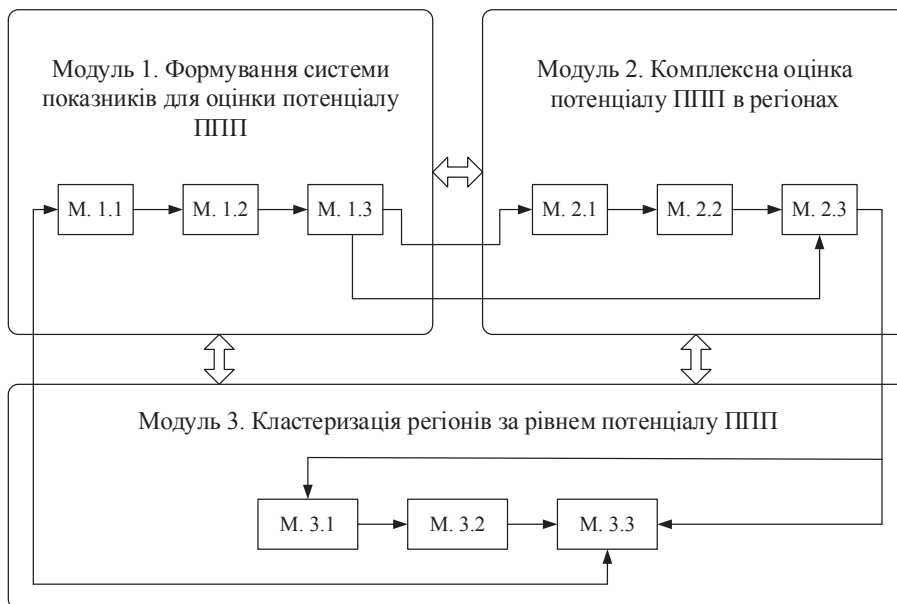 Модуль 1. Формування системи
показників для оцінки потенціалу
ППП
Модуль 2. Комплексна оцінка
потенціалу ППП в регіонах
М. 1.1
М. 1.2
М. 1.3
М. 2.1
М. 2.2
М. 2.3
Модуль 3. Кластеризація регіонів за рівнем потенціалу ППП
М. 3.1
М. 3.2
М. 3.3